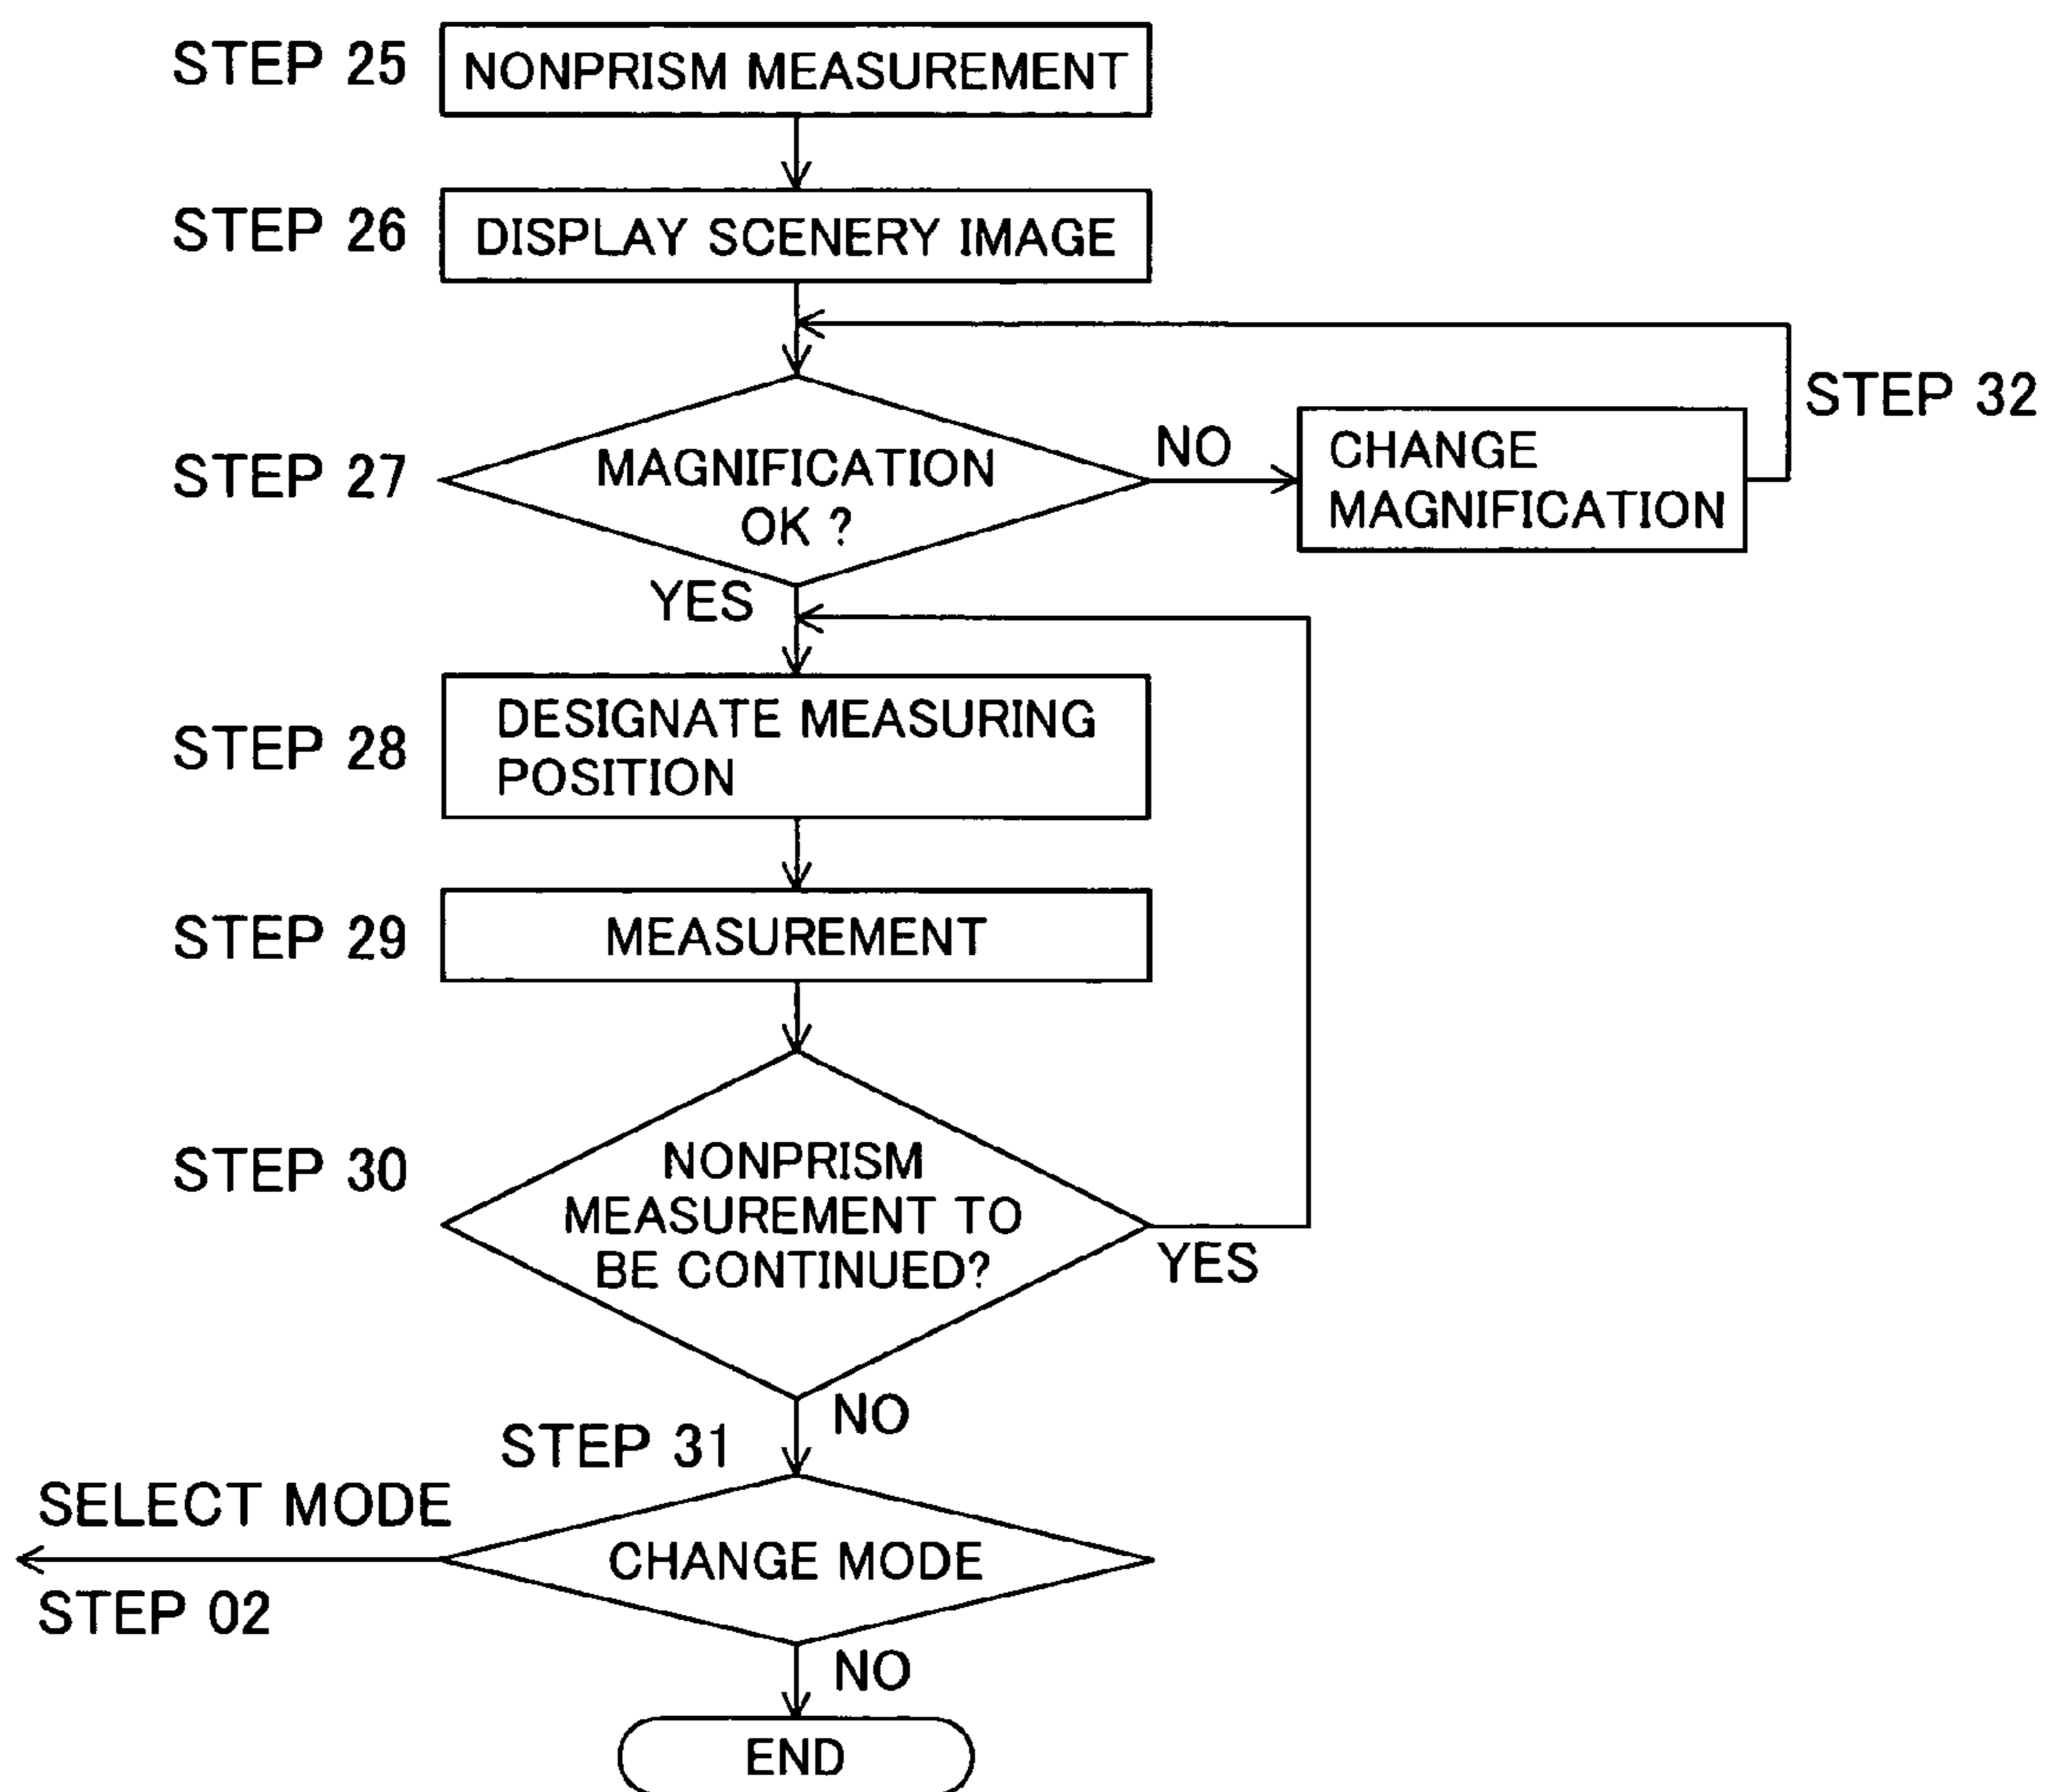 STEP 25
NONPRISM MEASUREMENT
STEP 26
DISPLAY SCENERY IMAGE
STEP 27
MAGNIFICATION
OK ?
NO
CHANGE
MAGNIFICATION
STEP 32
YES
STEP 28
DESIGNATE MEASURING
POSITION
STEP 29
MEASUREMENT
STEP 30
NONPRISM
MEASUREMENT TO
BE CONTINUED?
YES
NO
STEP 31
SELECT MODE
STEP 02
CHANGE MODE
NO
END